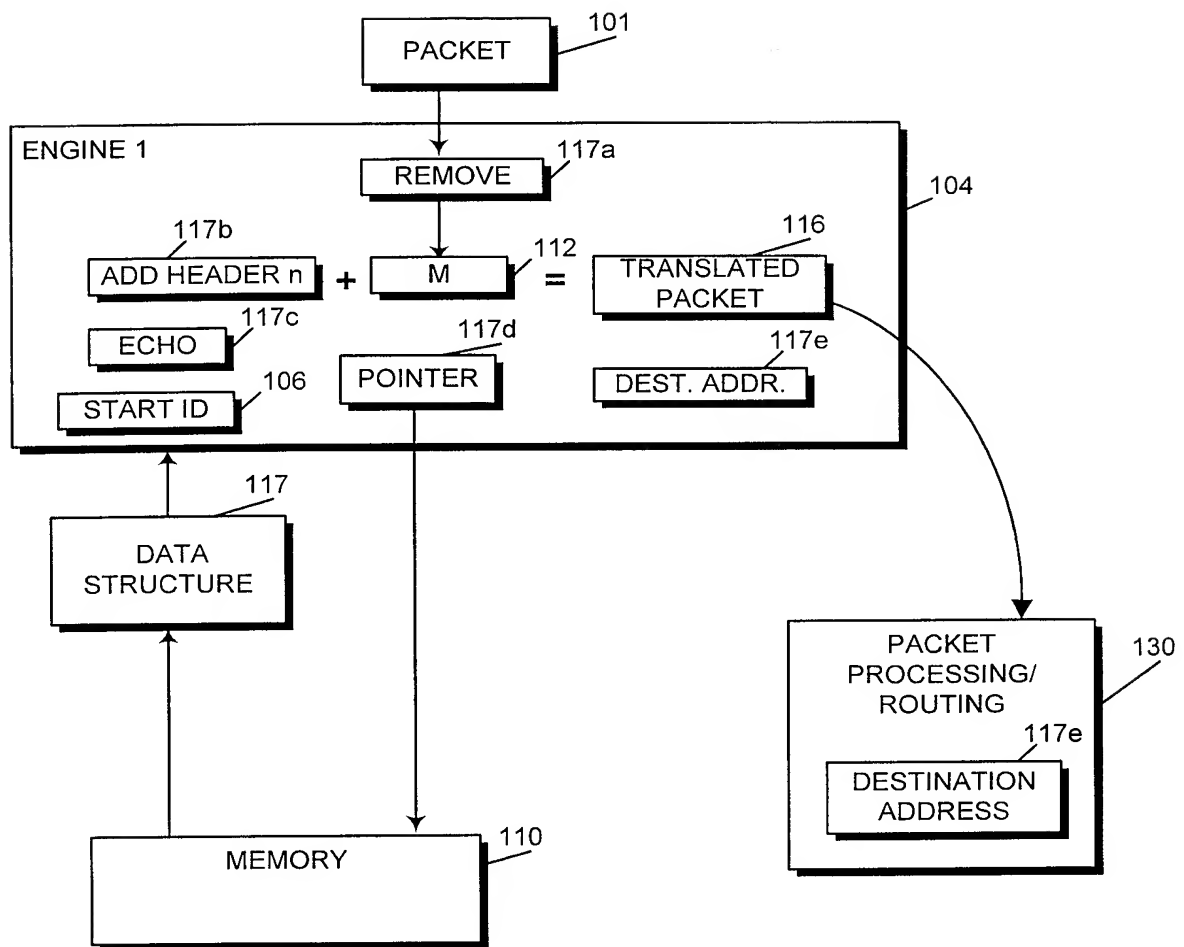 PACKET
101
ENGINE 1
REMOVE
117a
104
117b
ADD HEADER n
+
M
112
=
116
TRANSLATED
PACKET
117c
ECHO
117d
POINTER
117e
DEST. ADDR.
106
START ID
117
DATA
STRUCTURE
PACKET
PROCESSING/
ROUTING
130
117e
DESTINATION
ADDRESS
MEMORY
110